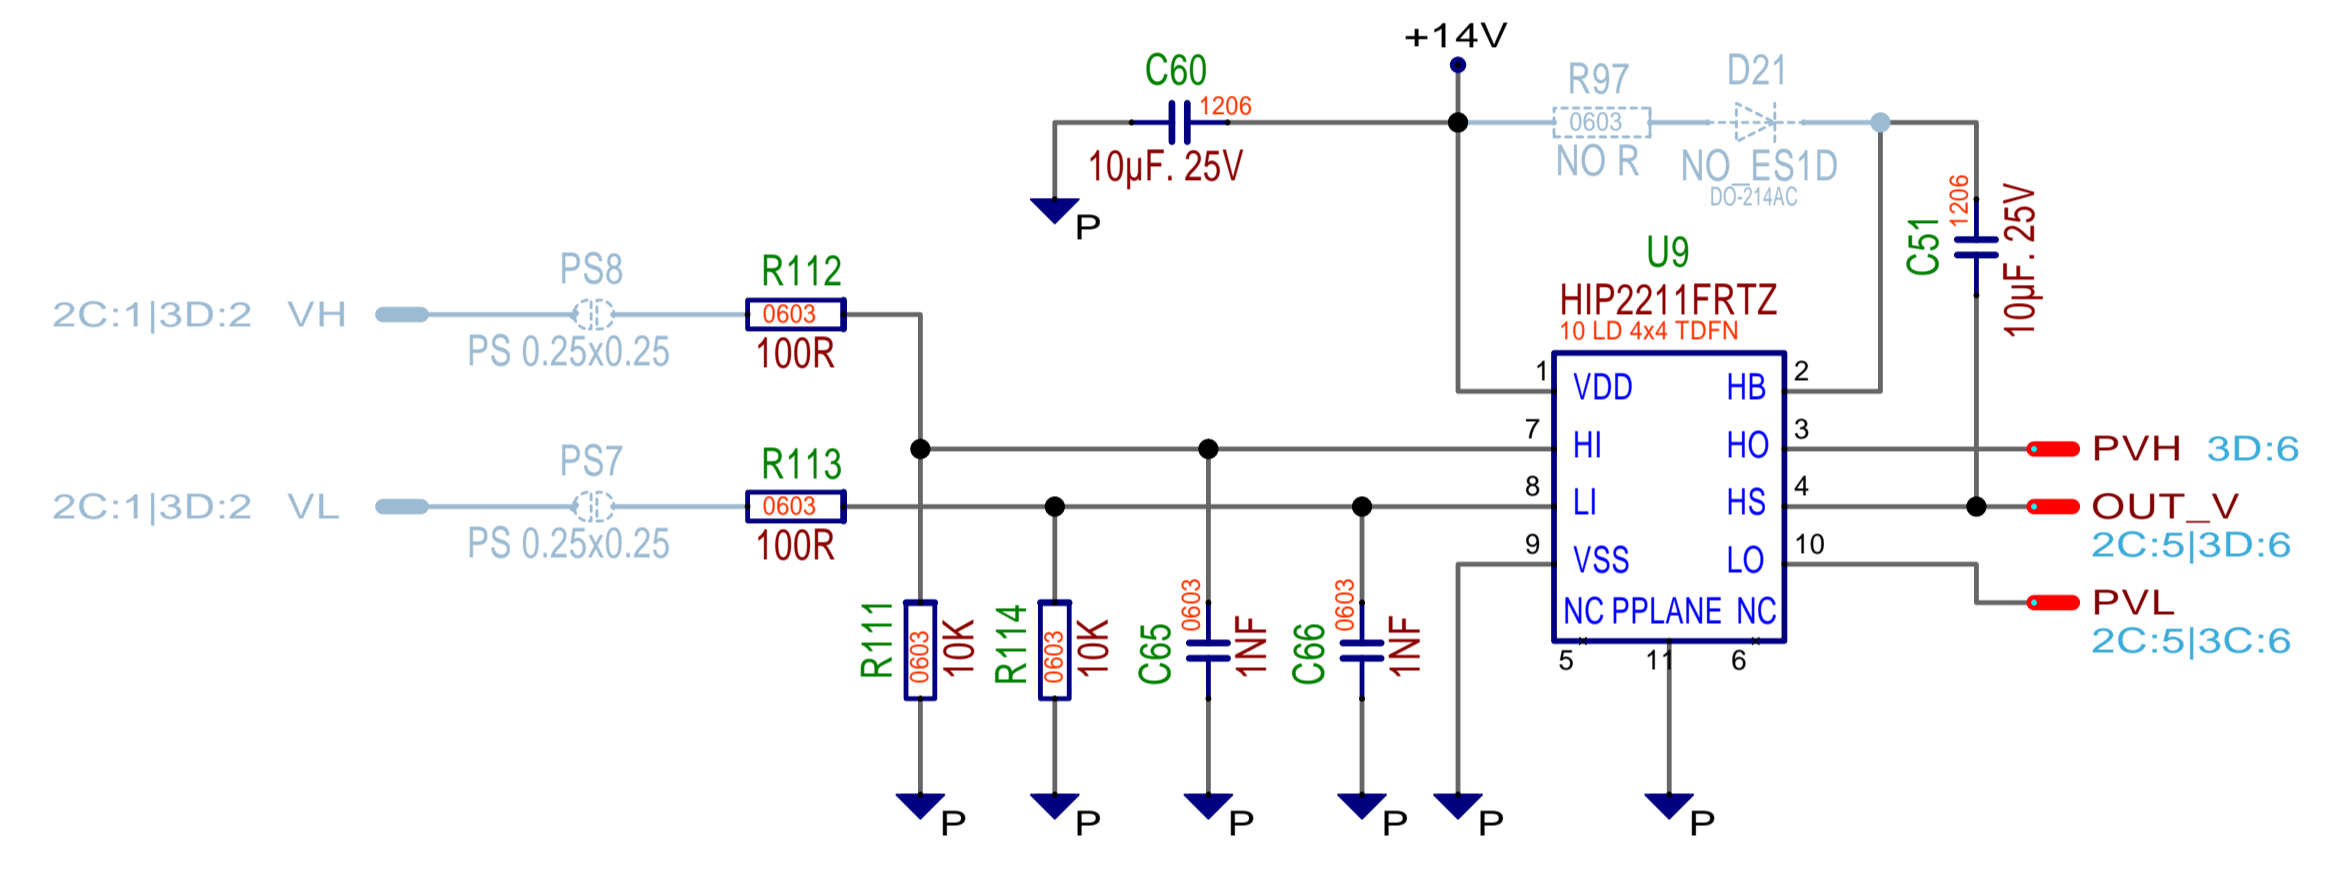 +14V
C60
1206
10µF. 25V
P
R97
0603
NO R
D21
NO_ES1D
DO-214AC
C51
1206
10µF. 25V
2C:1|3D:2 VH
PS8
PS 0.25x0.25
R112
0603
100R
2C:1|3D:2 VL
PS7
PS 0.25x0.25
R113
0603
100R
U9
HIP2211FRTZ
10 LD 4x4 TDFN
1 VDD HB 2
7 HI HO 3
8 LI HS 4
9 VSS LO 10
NC PPLANE NC
5 11 6
PVH 3D:6
OUT_V
2C:5|3D:6
PVL
2C:5|3C:6
R111
0603
10K
R114
0603
10K
C65
0603
1NF
C66
0603
1NF
P
P
P
P
P
P